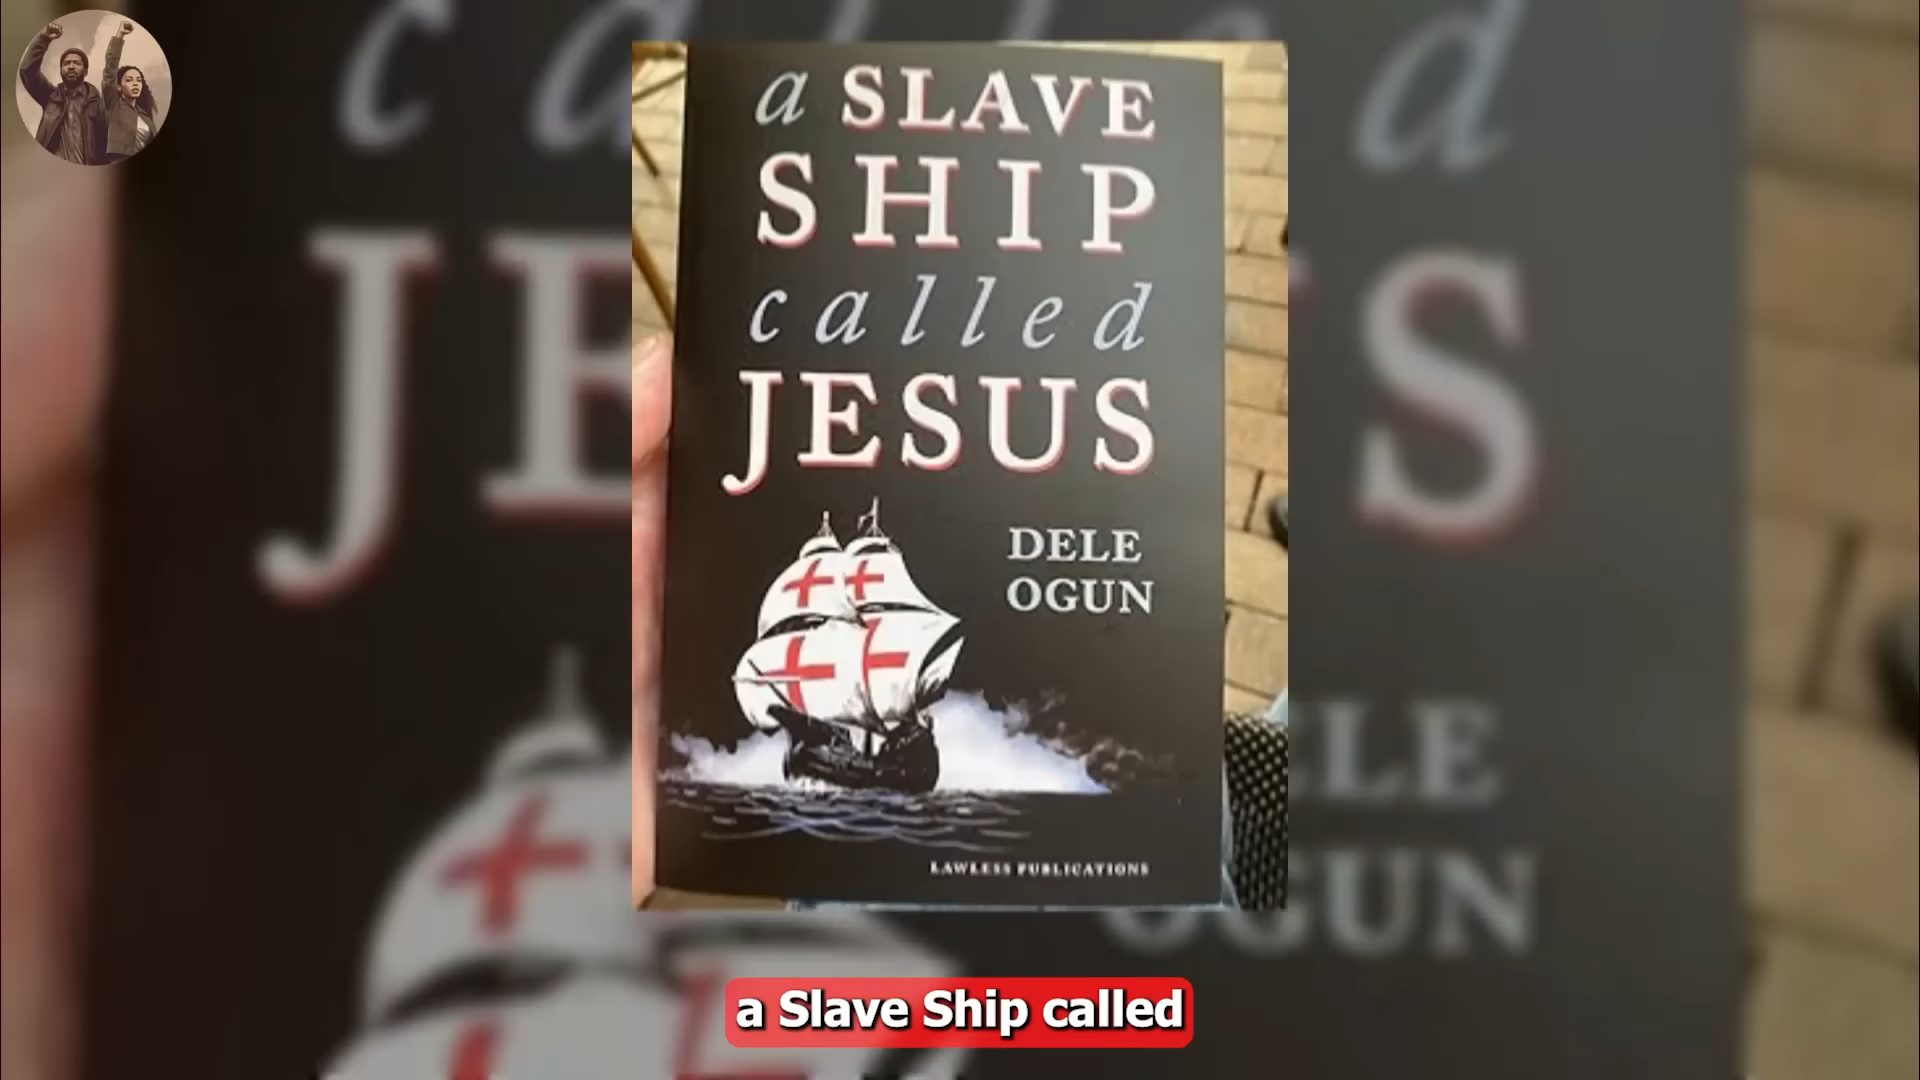 a SLAVE
SHIP
called
JESUS
DELE
OGUN
LAWLESS PUBLICATIONS
a Slave Ship called